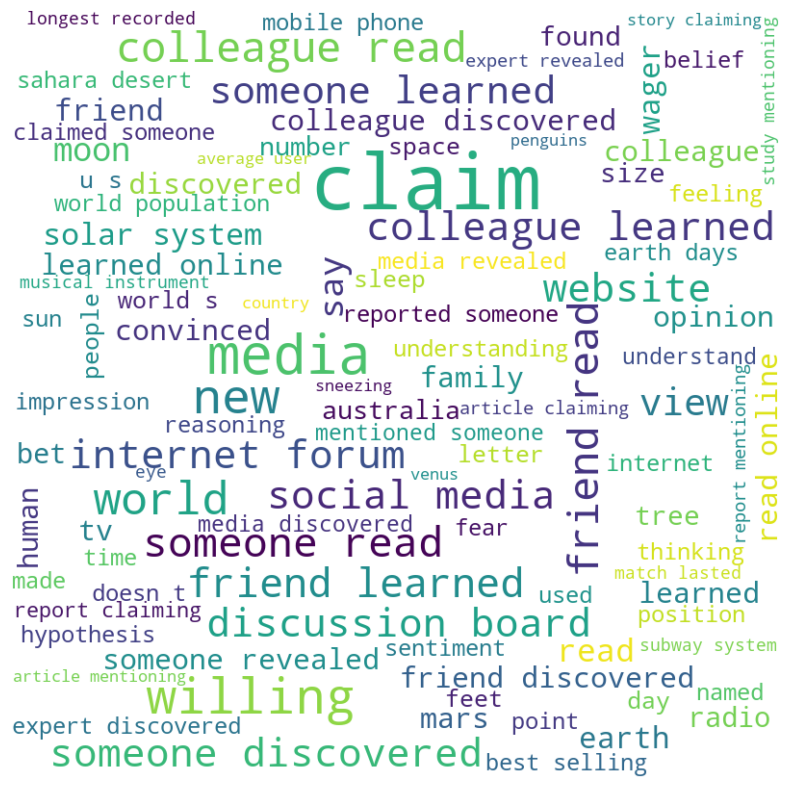 longest recorded
mobile phone
story claiming
colleague read
found
expert revealed
belief
sahara desert
someone learned
wager
study mentioning
friend
colleague discovered
claimed someone
penguins
moon
number
space
colleague
average user
claim
size
u s
discovered
feeling
world population
colleague learned
solar system
earth days
learned online
media revealed
say
musical instrument
sleep
website
world s
country
people
reported someone
opinion
sun
convinced
friend read
media
understanding
understand
new
family
sneezing
view
read online
impression
australia
article claiming
report mentioning
reasoning
mentioned someone
bet
internet forum
letter
internet
eye
venus
world
social media
human
tv
media discovered
fear
tree
someone read
time
thinking
made
doesn t
friend learned
match lasted
used
learned
report claiming
discussion board
position
hypothesis
sentiment
read
subway system
someone revealed
article mentioning
friend discovered
willing
feet
day
named
expert discovered
mars
point
radio
earth
someone discovered
best selling